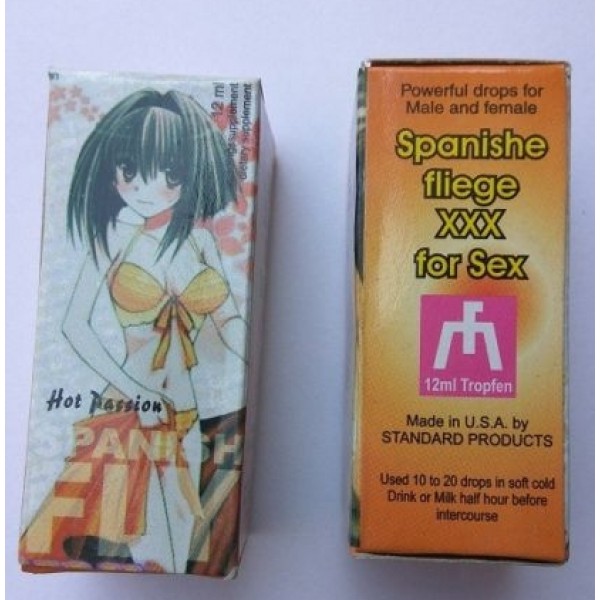 12 ml
dietary supplement
Hot Passion
SPANISH
FLY
Powerful drops for
Male and female
Spanishe
fliege
XXX
for Sex
12ml Tropfen
Made in U.S.A. by
STANDARD PRODUCTS
Used 10 to 20 drops in soft cold
Drink or Milk half hour before
intercourse